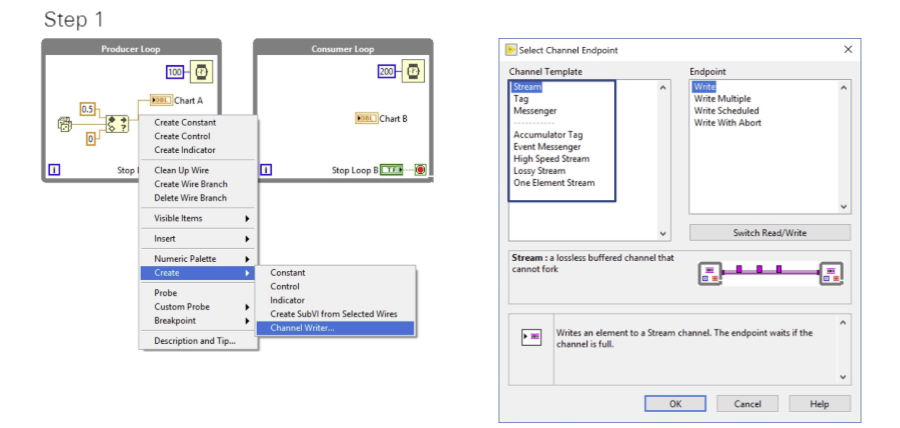 Step 1
Producer Loop
100
DBL Chart A
0.5
0
i
Stop
Create Constant
Create Control
Create Indicator
Clean Up Wire
Create Wire Branch
Delete Wire Branch
Visible Items
Insert
Numeric Palette
Create
Probe
Custom Probe
Breakpoint
Description and Tip...
Constant
Control
Indicator
Create SubVI from Selected Wires
Channel Writer...
Consumer Loop
200
DBL Chart B
i
Stop Loop B TF
Select Channel Endpoint
Channel Template
Stream
Tag
Messenger
------------
Accumulator Tag
Event Messenger
High Speed Stream
Lossy Stream
One Element Stream
Endpoint
Write
Write Multiple
Write Scheduled
Write With Abort
Switch Read/Write
Stream : a lossless buffered channel that
cannot fork
Writes an element to a Stream channel. The endpoint waits if the
channel is full.
OK
Cancel
Help